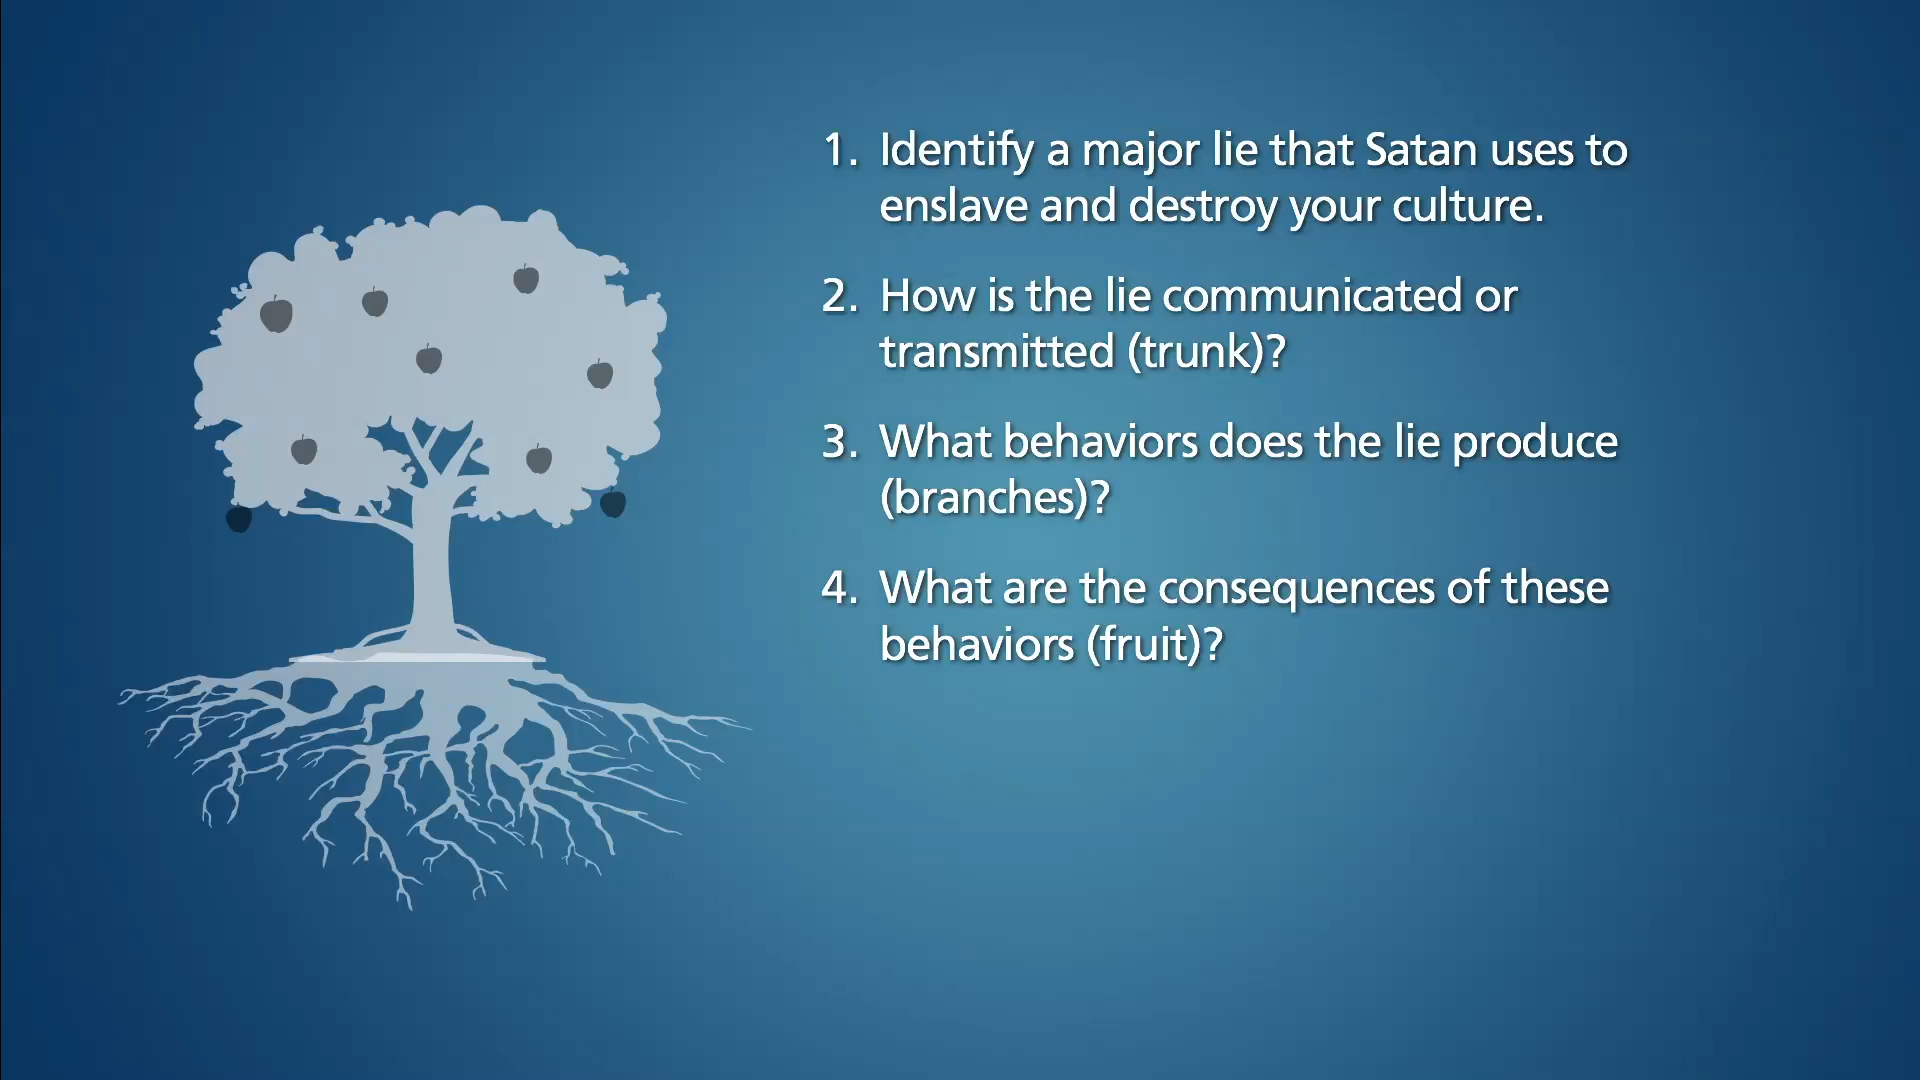 1. Identify a major lie that Satan uses to
enslave and destroy your culture.
2. How is the lie communicated or
transmitted (trunk)?
3. What behaviors does the lie produce
(branches)?
4. What are the consequences of these
behaviors (fruit)?